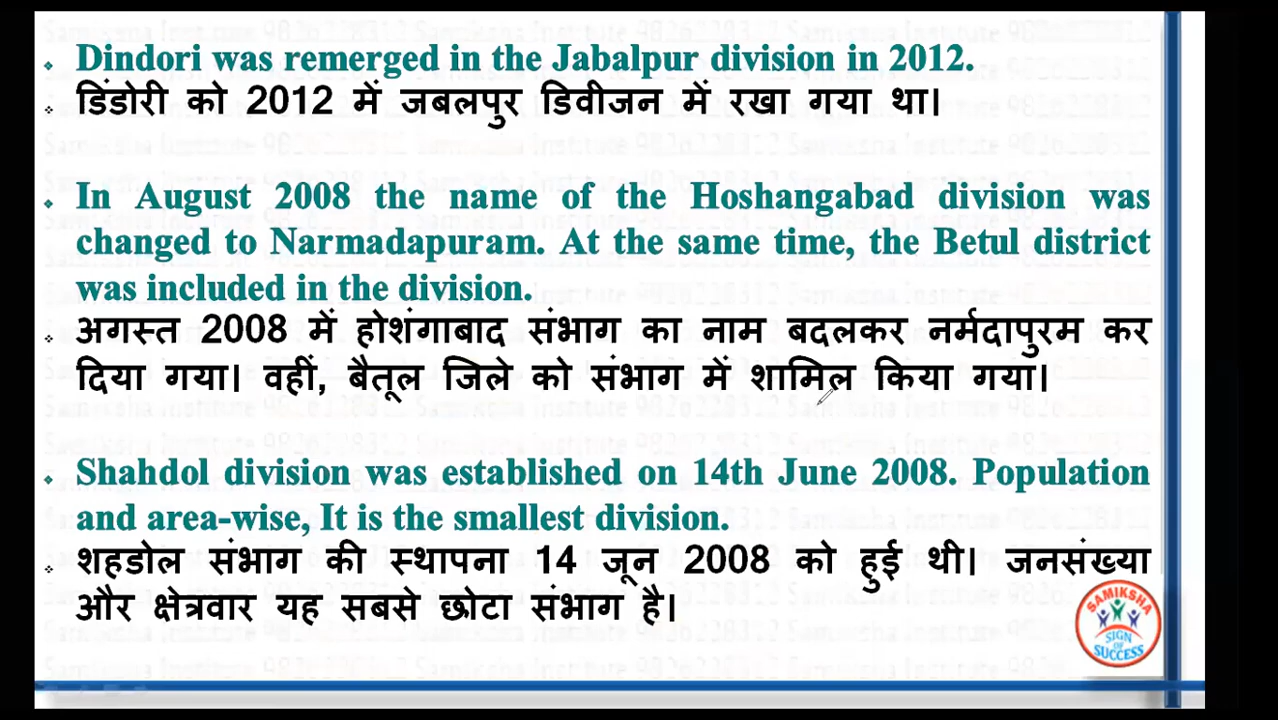 Dindori was remerged in the Jabalpur division in 2012.
डिंडोरी को 2012 में जबलपुर डिवीजन में रखा गया था।
In August 2008 the name of the Hoshangabad division was
changed to Narmadapuram. At the same time, the Betul district
was included in the division.
अगस्त 2008 में होशंगाबाद संभाग का नाम बदलकर नर्मदापुरम कर
दिया गया। वहीं, बैतूल जिले को संभाग में शामिल किया गया।
Shahdol division was established on 14th June 2008. Population
and area-wise, It is the smallest division.
शहडोल संभाग की स्थापना 14 जून 2008 को हुई थी। जनसंख्या
और क्षेत्रवार यह सबसे छोटा संभाग है।
SAMIKSHA
SIGN
OF
SUCCESS